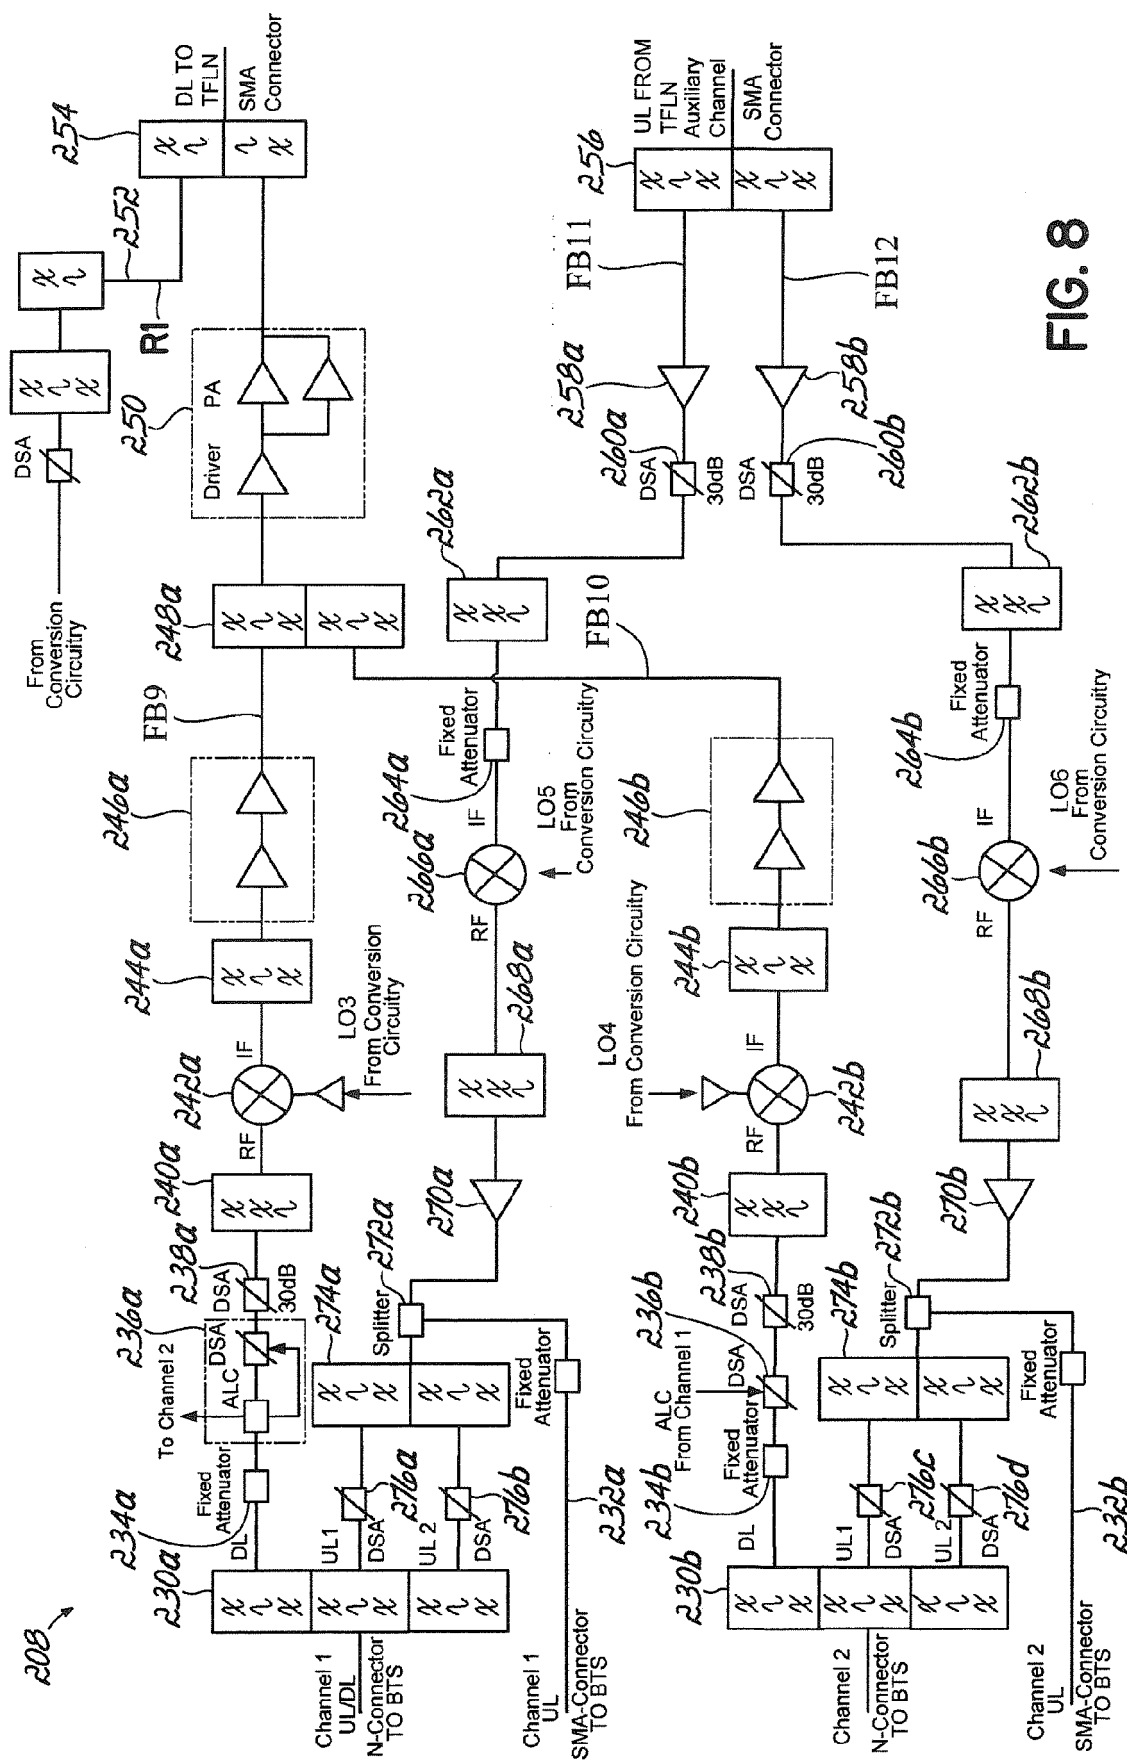 208
Channel 1
UL/DL
N-Connector
TO BTS
Channel 1
UL
SMA-Connector
TO BTS
230a
DL
UL1
DSA
UL 2
DSA
234a
Fixed
Attenuator
236a
To Channel 2
ALC
DSA
238a
DSA
30dB
240a
RF
242a
IF
LO3
From Conversion
Circuitry
244a
246a
FB9
248a
250
Driver
PA
From
Conversion
Circuitry
DSA
R1
252
254
DL TO
TFLN
SMA
Connector
276a
276b
232a
274a
Splitter
272a
Fixed
Attenuator
270a
268a
RF
266a
IF
LO5
From
Conversion Circuitry
264a
Fixed
Attenuator
262a
FB10
260a
DSA
30dB
258a
FB11
256
UL FROM
TFLN
Auxiliary
Channel
SMA
Connector
FB12
258b
DSA
30dB
260b
Channel 2
N-Connector
TO BTS
Channel 2
UL
SMA-Connector
TO BTS
230b
DL
UL1
DSA
UL 2
DSA
234b
Fixed
Attenuator
ALC
From Channel 1
236b
DSA
238b
DSA
30dB
240b
RF
242b
IF
LO4
From Conversion Circuitry
244b
246b
276c
276d
232b
274b
Splitter
272b
Fixed
Attenuator
270b
268b
RF
266b
IF
LO6
From
Conversion Circuitry
264b
Fixed
Attenuator
262b
FIG. 8